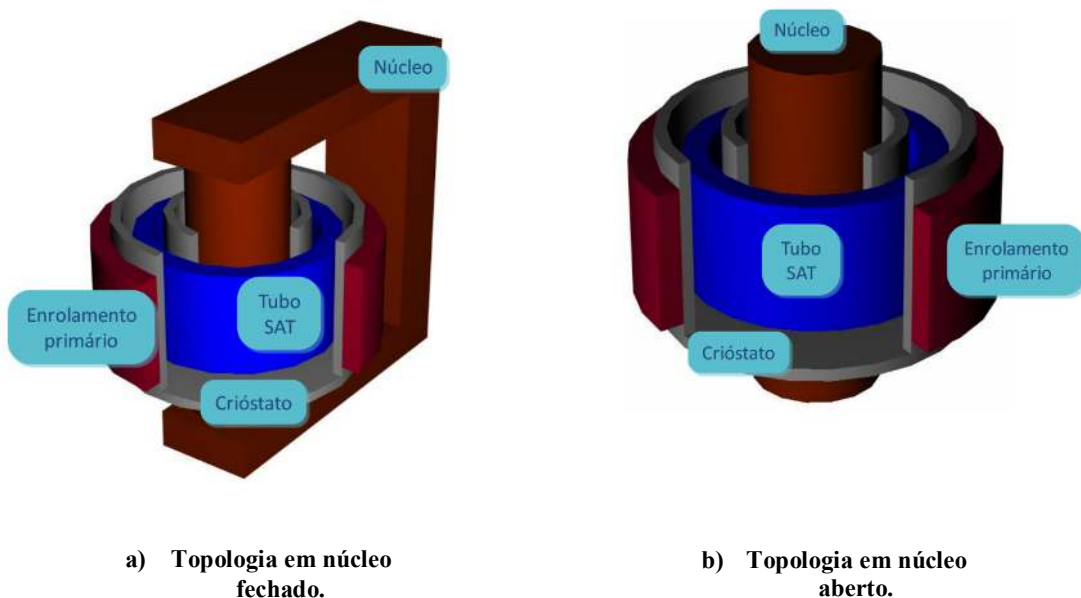 Núcleo
Tubo
SAT
Enrolamento
primário
Crióstato
a) Topologia em núcleo
fechado.
Núcleo
Tubo
SAT
Enrolamento
primário
Crióstato
b) Topologia em núcleo
aberto.